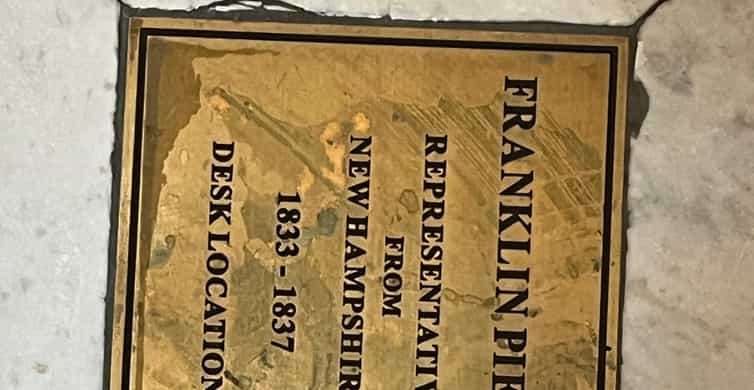 FRANKLIN PIE
REPRESENTATIV
FROM
NEW HAMPSHIR
1833 - 1837
DESK LOCATION